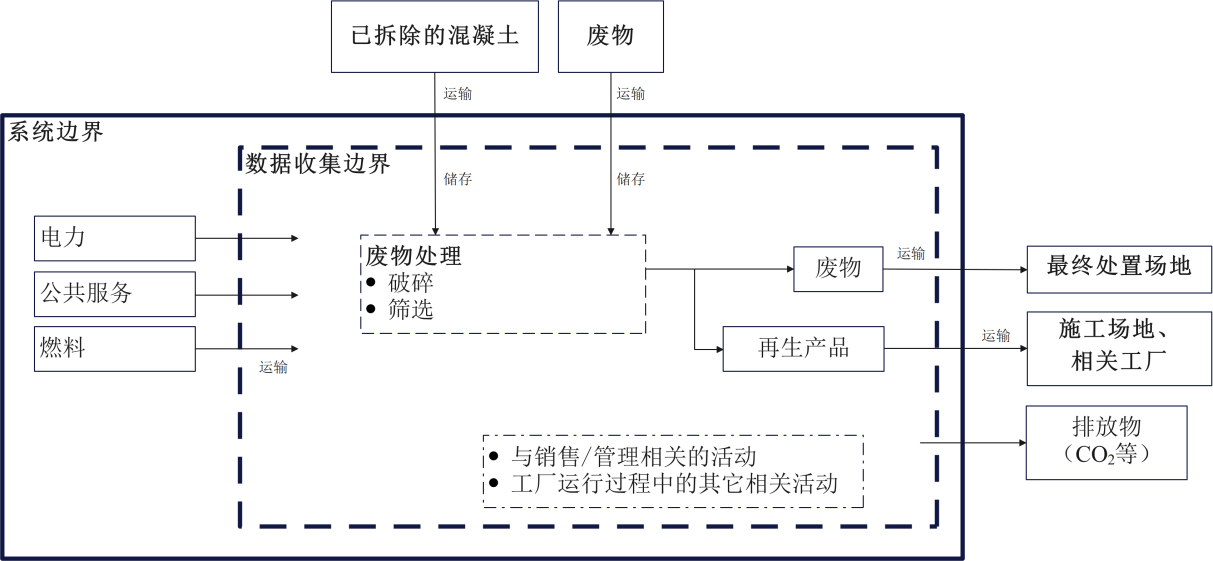 已拆除的混凝土
废物
运输
运输
系统边界
数据收集边界
储存
储存
电力
公共服务
燃料
运输
废物处理
● 破碎
● 筛选
废物
运输
最终处置场地
再生产品
运输
施工场地、
相关工厂
排放物
（CO₂等）
● 与销售/管理相关的活动
● 工厂运行过程中的其它相关活动